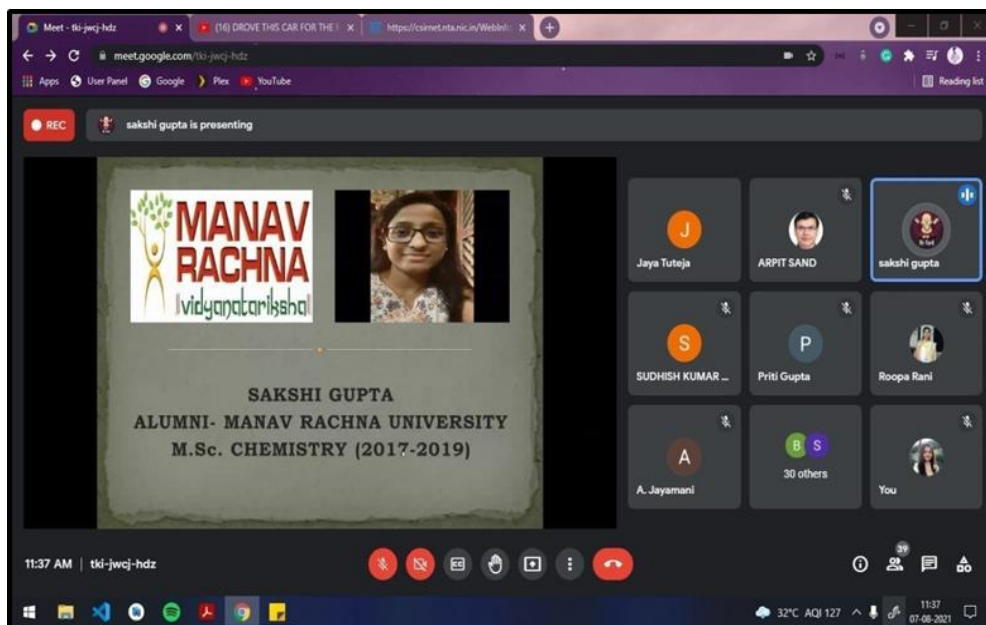 Meet - tki-jwcj-hdz
(16) DROVE THIS CAR FOR THE
https://csirnet.nta.nic.in/WebInfo
meet.google.com/tki-jwcj-hdz
Apps User Panel Google Plex YouTube Reading list
REC sakshi gupta is presenting
MANAV
RACHNA
vidyanatariksha
SAKSHI GUPTA
ALUMNI- MANAV RACHNA UNIVERSITY
M.Sc. CHEMISTRY (2017-2019)
J
Jaya Tuteja
ARPIT SAND
sakshi gupta
S
SUDHISH KUMAR ...
P
Priti Gupta
Roopa Rani
A
A. Jayamani
B S
30 others
You
11:37 AM | tki-jwcj-hdz
CC
39
32°C AQI 127
11:37
07-08-2021